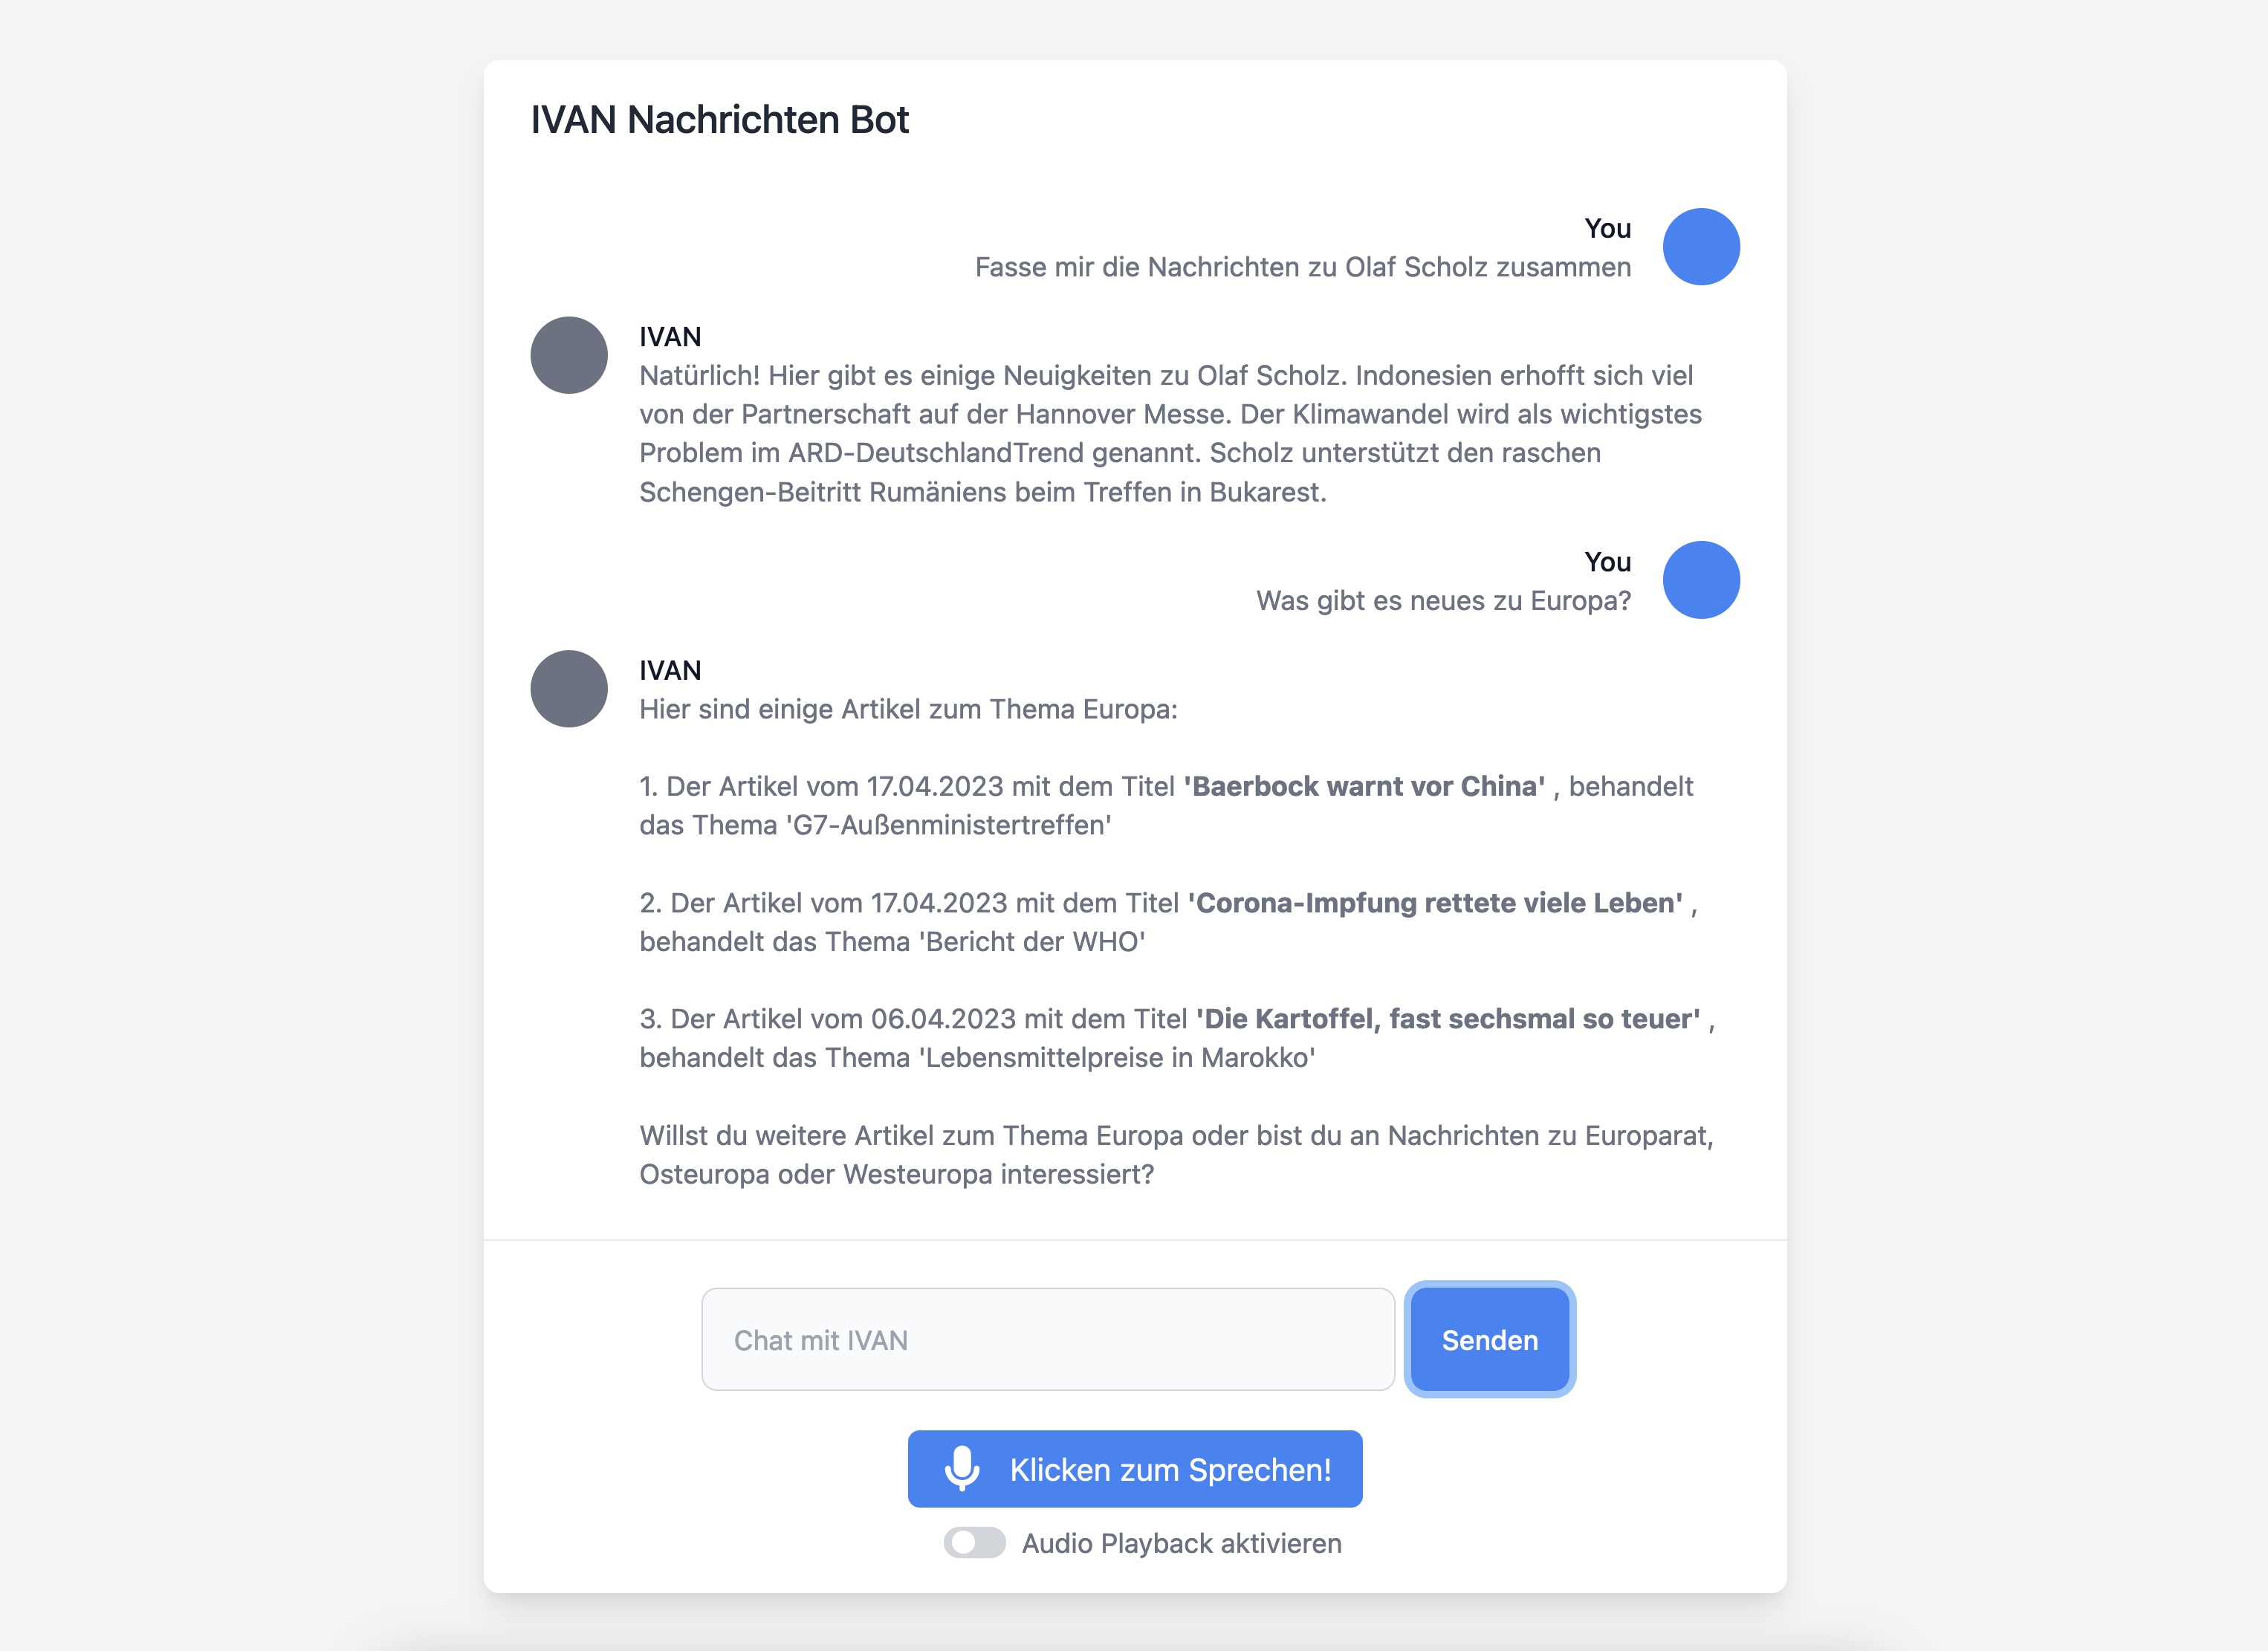 IVAN Nachrichten Bot
You
Fasse mir die Nachrichten zu Olaf Scholz zusammen
IVAN
Natürlich! Hier gibt es einige Neuigkeiten zu Olaf Scholz. Indonesien erhofft sich viel
von der Partnerschaft auf der Hannover Messe. Der Klimawandel wird als wichtigstes
Problem im ARD-DeutschlandTrend genannt. Scholz unterstützt den raschen
Schengen-Beitritt Rumäniens beim Treffen in Bukarest.
You
Was gibt es neues zu Europa?
IVAN
Hier sind einige Artikel zum Thema Europa:
1. Der Artikel vom 17.04.2023 mit dem Titel 'Baerbock warnt vor China' , behandelt
das Thema 'G7-Außenministertreffen'
2. Der Artikel vom 17.04.2023 mit dem Titel 'Corona-Impfung rettete viele Leben' ,
behandelt das Thema 'Bericht der WHO'
3. Der Artikel vom 06.04.2023 mit dem Titel 'Die Kartoffel, fast sechsmal so teuer' ,
behandelt das Thema 'Lebensmittelpreise in Marokko'
Willst du weitere Artikel zum Thema Europa oder bist du an Nachrichten zu Europarat,
Osteuropa oder Westeuropa interessiert?
Chat mit IVAN
Senden
Klicken zum Sprechen!
Audio Playback aktivieren